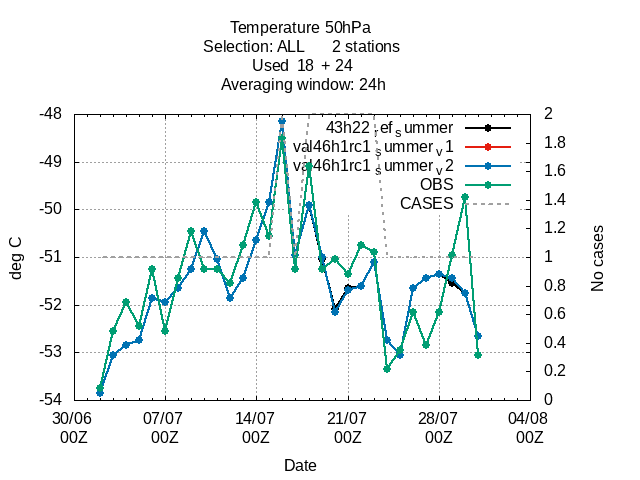 Temperature 50hPa
Selection: ALL 2 stations
Used 18 + 24
Averaging window: 24h
-48
-49
-50
-51
-52
-53
-54
deg C
2
1.8
1.6
1.4
1.2
1
0.8
0.6
0.4
0.2
0
No cases
43h22_ref_summer
val46h1rc1_summer_v1
val46h1rc1_summer_v2
OBS
CASES
30/06 07/07 14/07 21/07 28/07 04/08
00Z 00Z 00Z 00Z 00Z 00Z
Date